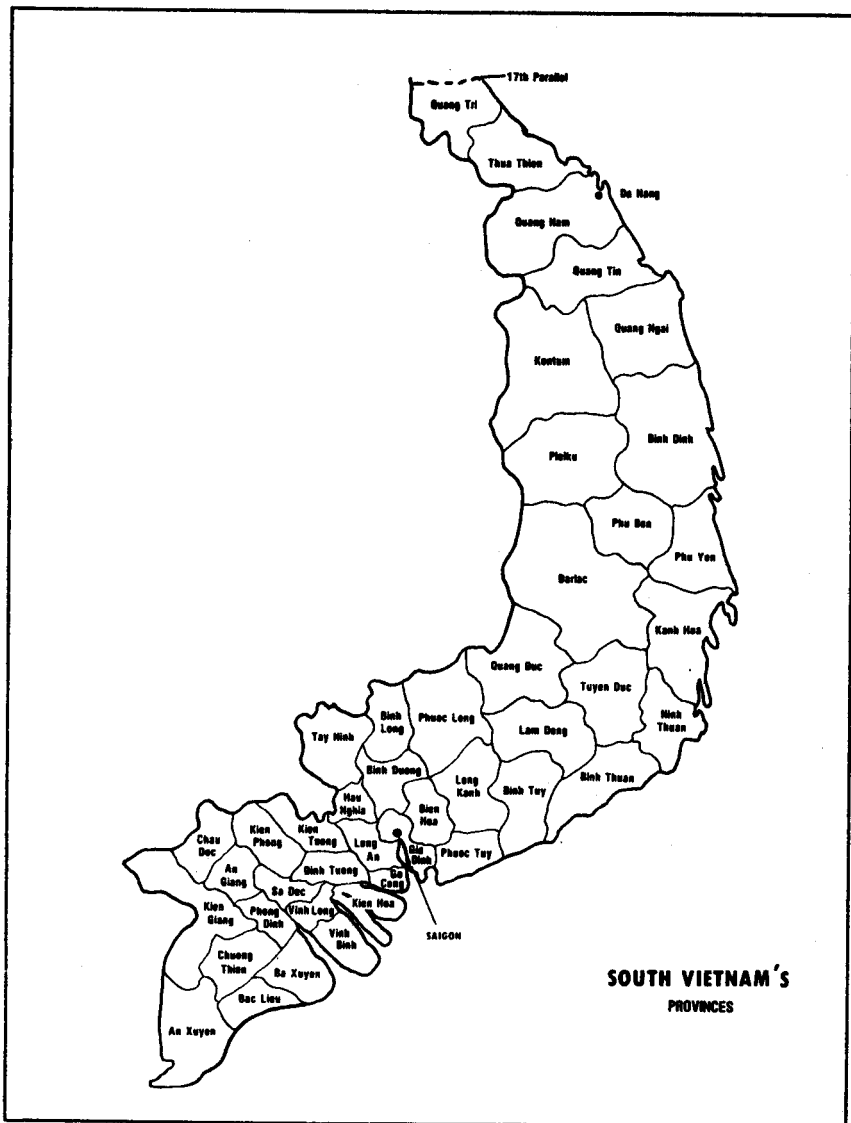 17th Parallel
Quang Tri
Thua Thien
Da Nang
Quang Nam
Quang Tin
Quang Ngai
Kontum
Binh Dinh
Pleiku
Phu Bon
Phu Yen
Darlac
Kanh Hoa
Quang Duc
Tuyen Duc
Ninh
Thuan
Binh
Long
Phuoc Long
Lam Dong
Tay Ninh
Binh Duong
Long
Kanh
Binh Tuy
Binh Thuan
Hau
Nghia
Bien
Hoa
Chau
Doc
Kien
Phong
Kien
Tuong
Long
An
Gia
Dinh
Phuoc Tuy
An
Giang
Dinh Tuong
Go
Cong
Sa Dec
Kien Hoa
Kien
Giang
Phong
Dinh
Vinh Long
Vinh
Binh
SAIGON
Chuong
Thien
Ba Xuyen
Bac Lieu
An Xuyen
SOUTH VIETNAM's
PROVINCES